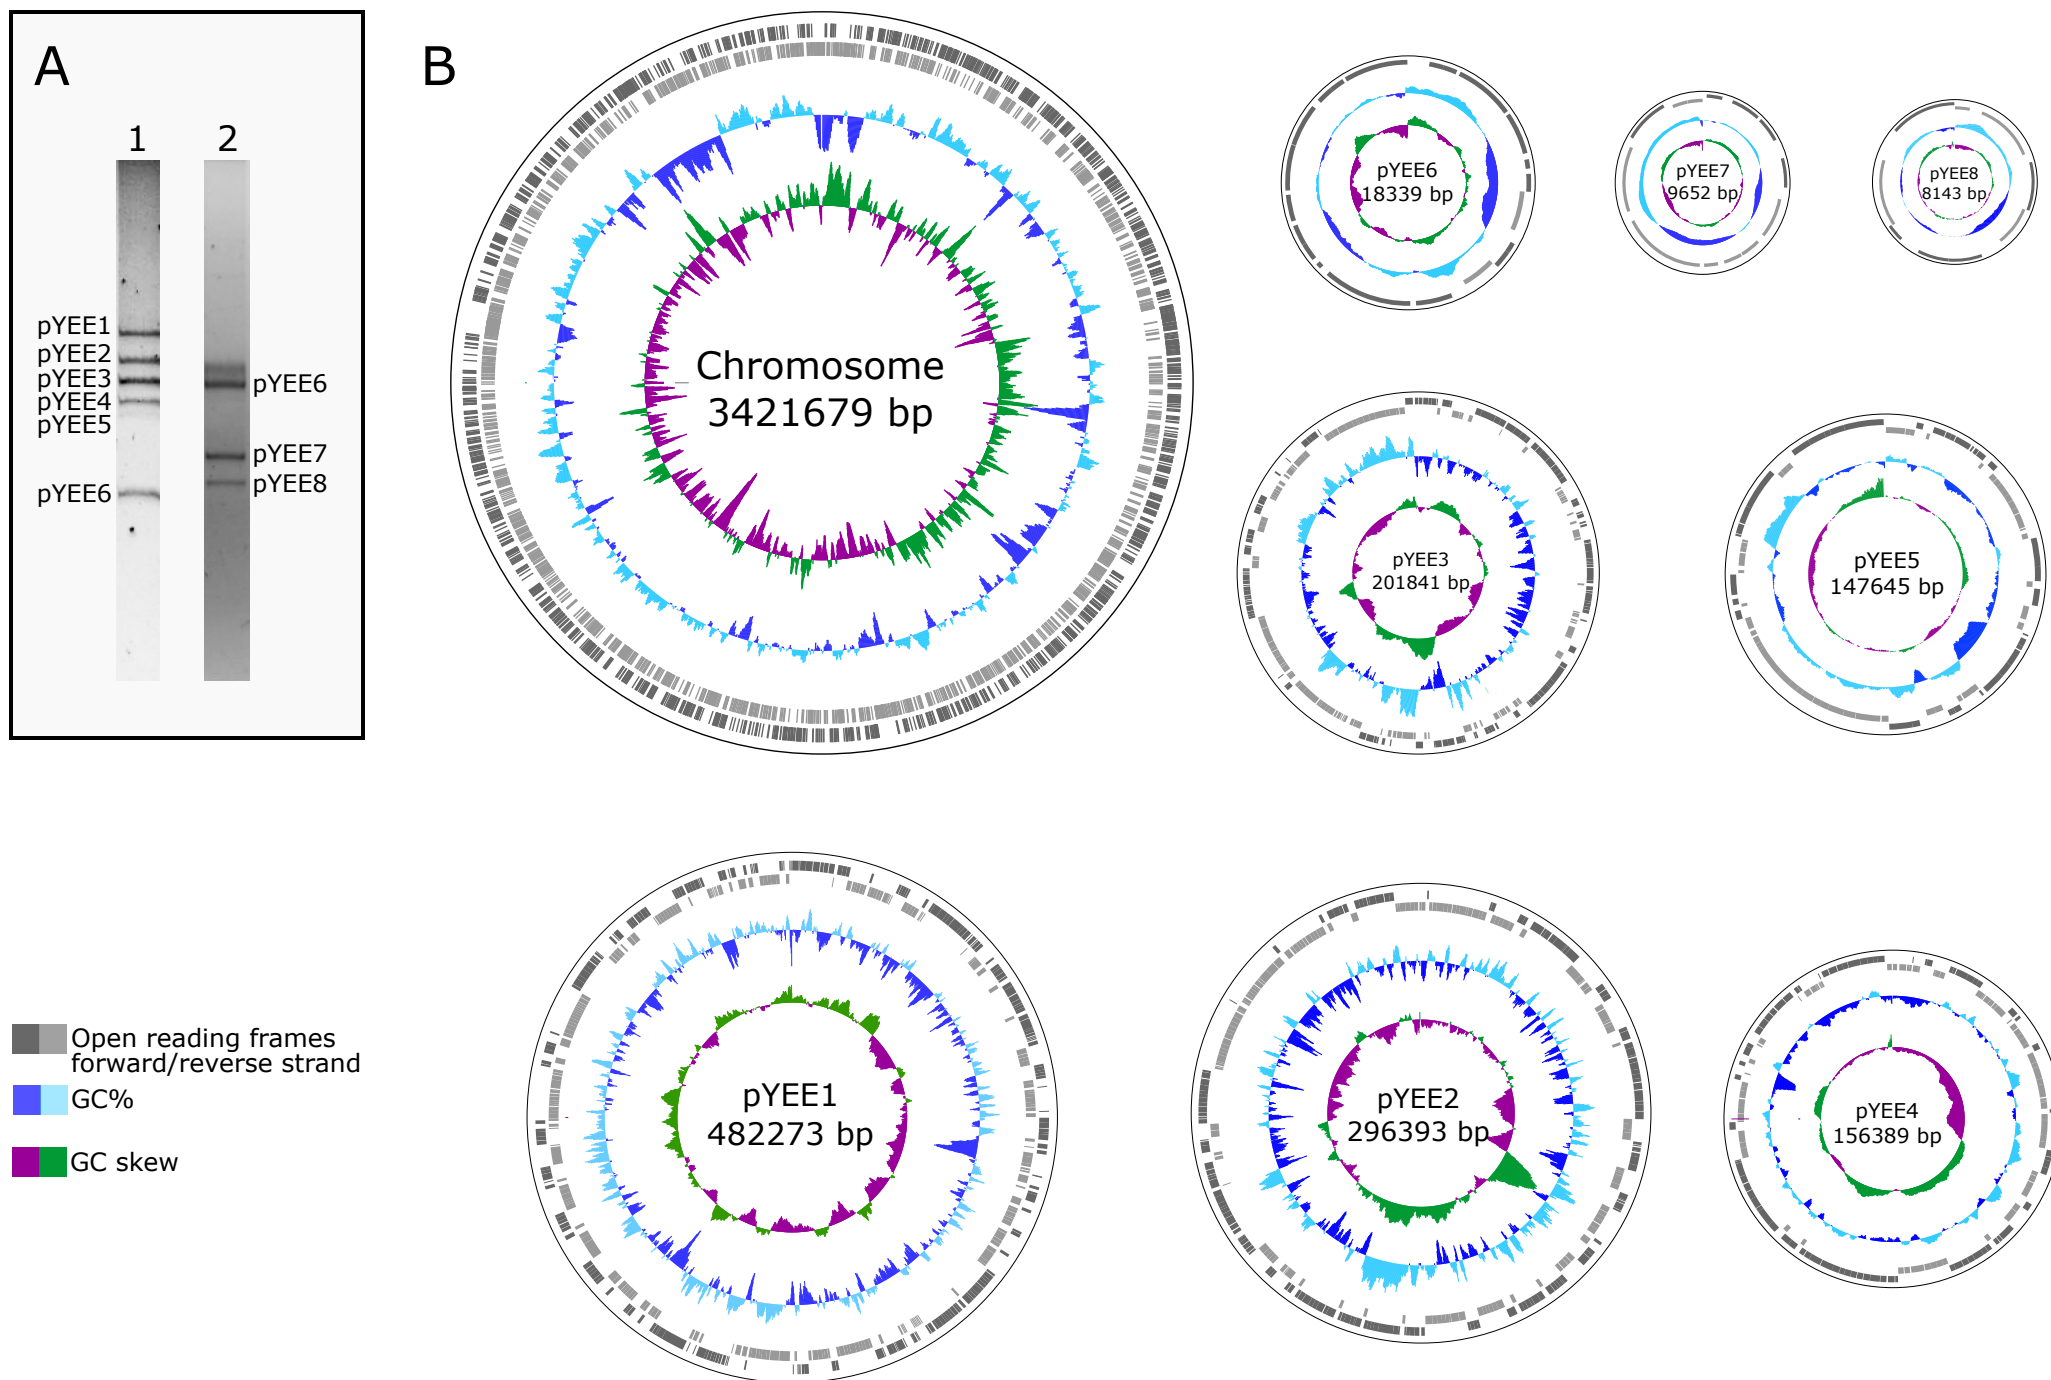 A
1
2
pYEE1
pYEE2
pYEE3
pYEE4
pYEE5
pYEE6
pYEE6
pYEE7
pYEE8
B
Chromosome
3421679 bp
pYEE6
18339 bp
pYEE7
9652 bp
pYEE8
8143 bp
pYEE3
201841 bp
pYEE5
147645 bp
pYEE1
482273 bp
pYEE2
296393 bp
pYEE4
156389 bp
Open reading frames
forward/reverse strand
GC%
GC skew